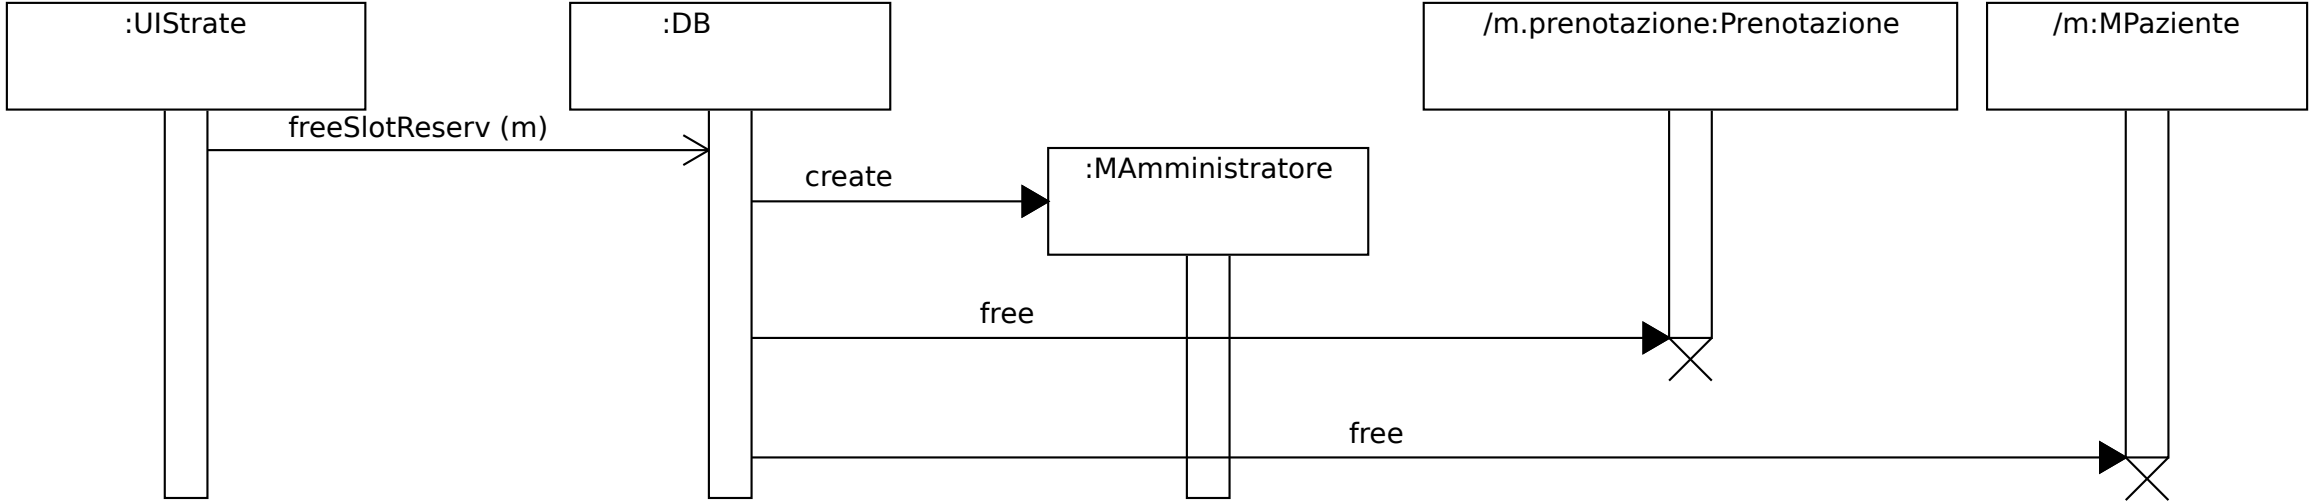 :UIStrate
:DB
/m.prenotazione:Prenotazione
/m:MPaziente
freeSlotReserv (m)
create
:MAmministratore
free
free